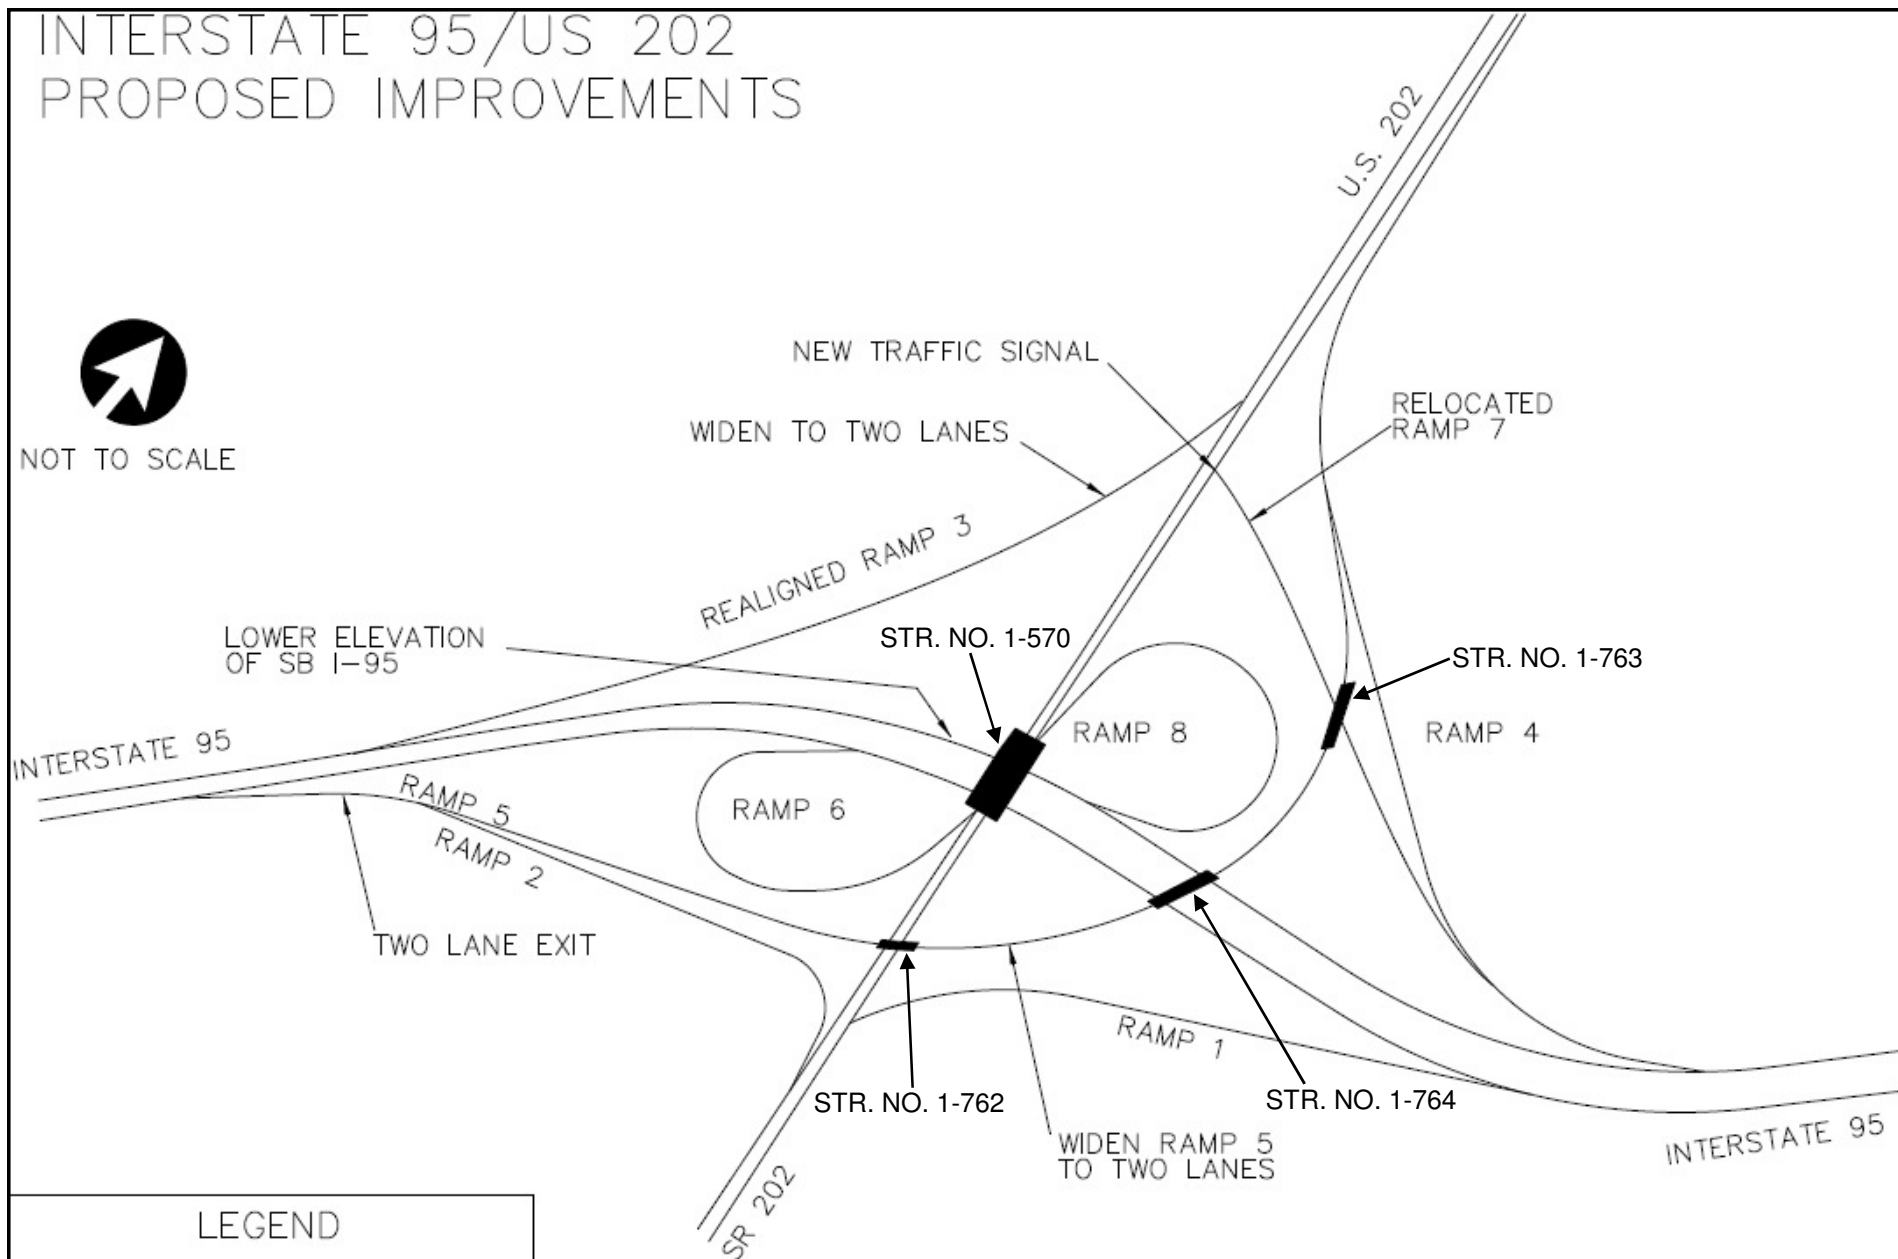 INTERSTATE 95/US 202
PROPOSED IMPROVEMENTS
U.S. 202
NEW TRAFFIC SIGNAL
WIDEN TO TWO LANES
RELOCATED
RAMP 7
NOT TO SCALE
REALIGNED RAMP 3
LOWER ELEVATION
OF SB I-95
STR. NO. 1-570
STR. NO. 1-763
INTERSTATE 95
RAMP 8
RAMP 4
RAMP 5
RAMP 6
RAMP 2
TWO LANE EXIT
RAMP 1
STR. NO. 1-762
STR. NO. 1-764
WIDEN RAMP 5
TO TWO LANES
INTERSTATE 95
SR 202
LEGEND